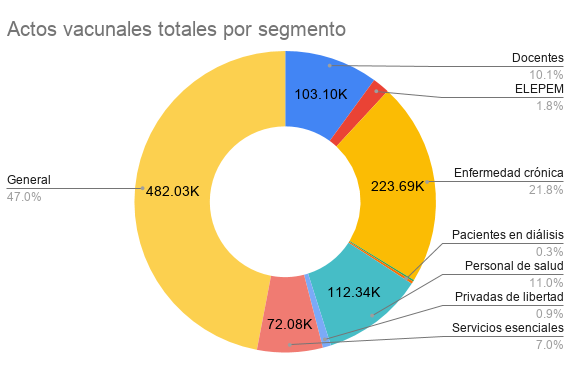 Actos vacunales totales por segmento
Docentes
10.1%
ELEPEM
1.8%
103.10K
Enfermedad crónica
21.8%
223.69K
General
47.0%
482.03K
Pacientes en diálisis
0.3%
Personal de salud
11.0%
112.34K
Privadas de libertad
0.9%
Servicios esenciales
7.0%
72.08K